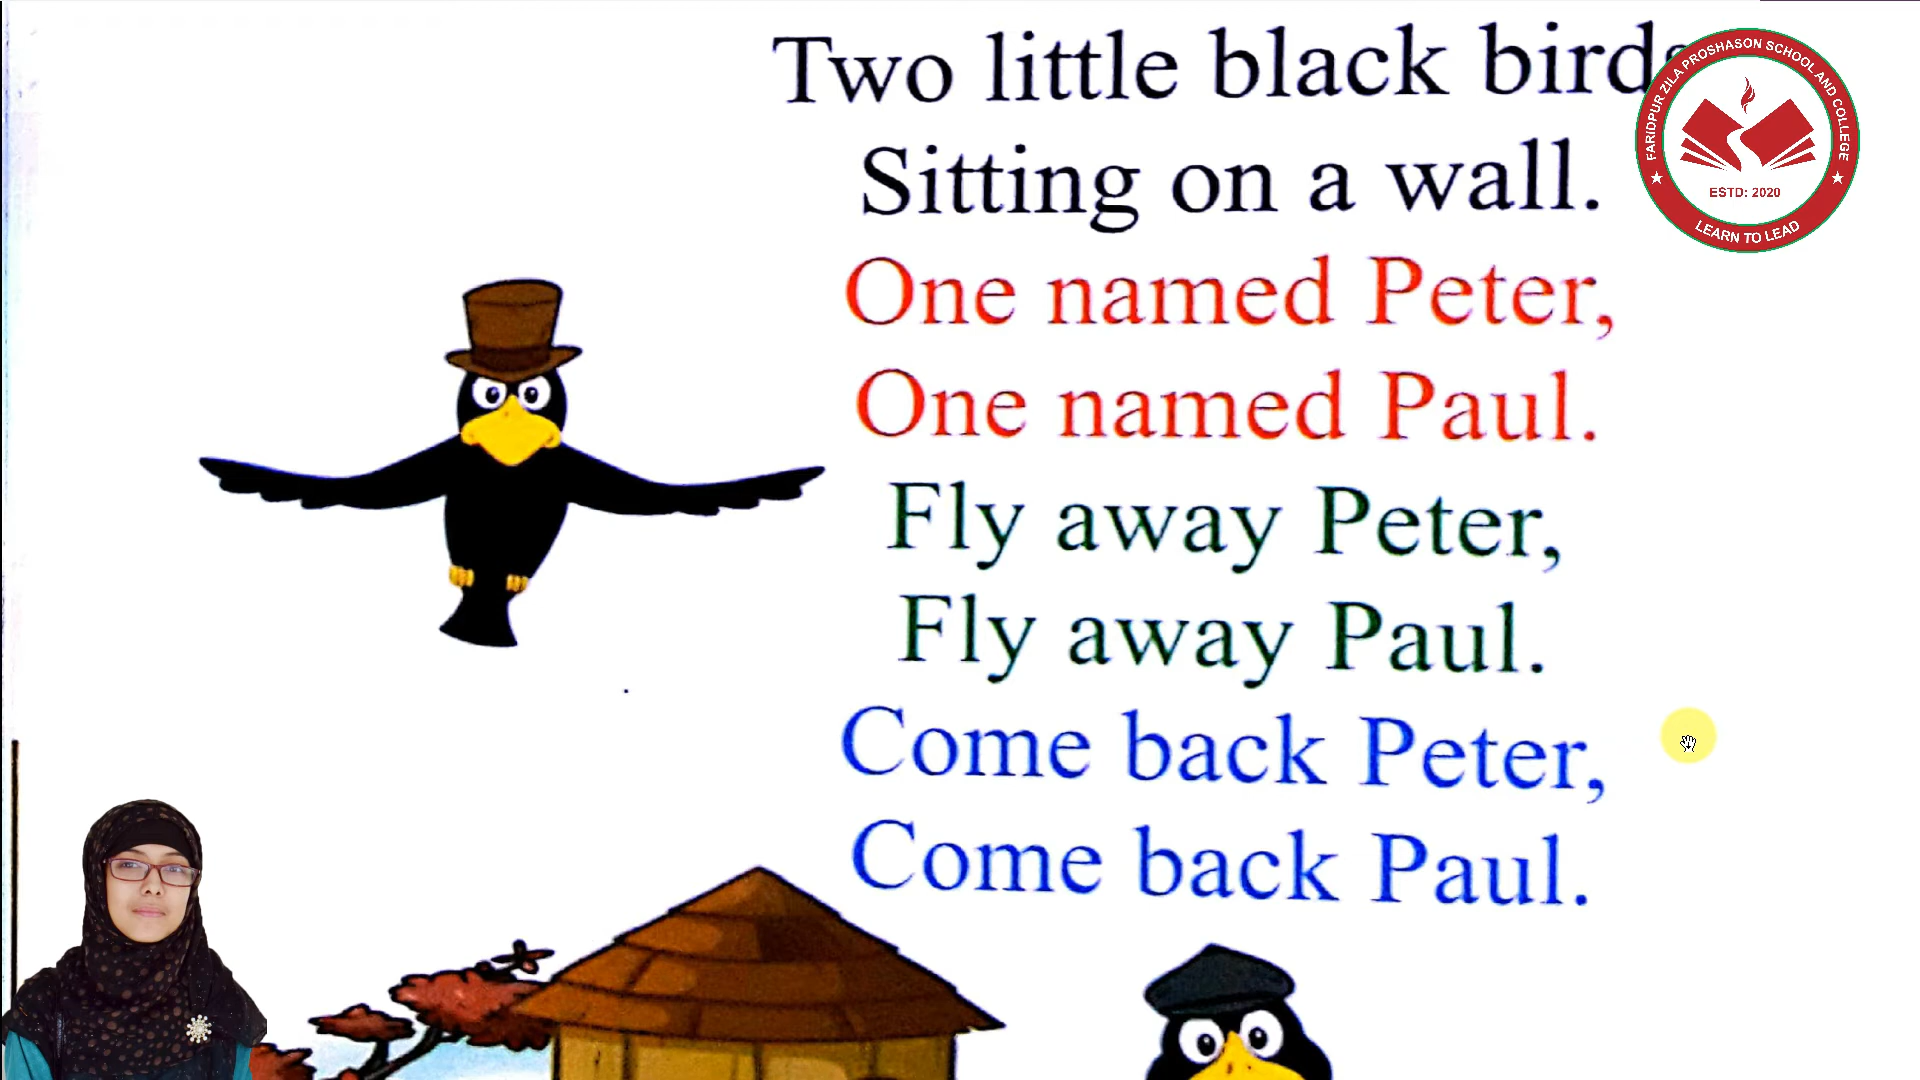 Two little black birds
Sitting on a wall.
One named Peter,
One named Paul.
Fly away Peter,
Fly away Paul.
Come back Peter,
Come back Paul.
FARIDPUR ZILA PROSHASON SCHOOL AND COLLEGE
ESTD: 2020
LEARN TO LEAD